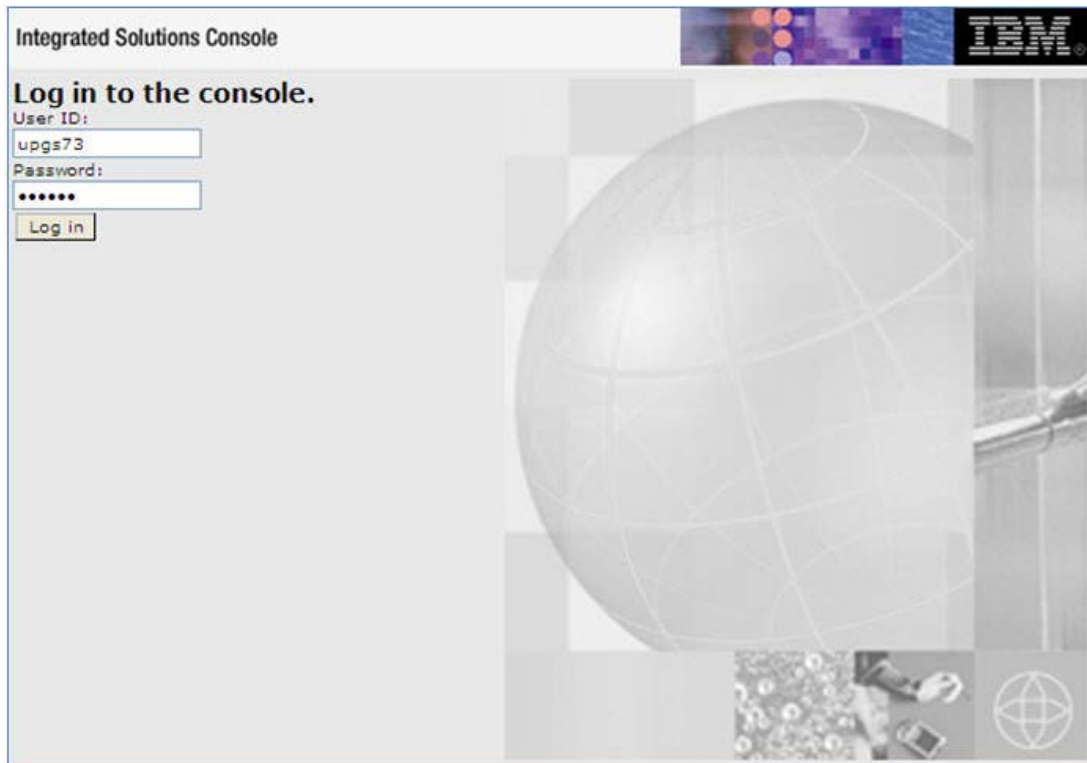 Integrated Solutions Console
IBM®
Log in to the console.
User ID:
upgs73
Password:
••••••
Log in